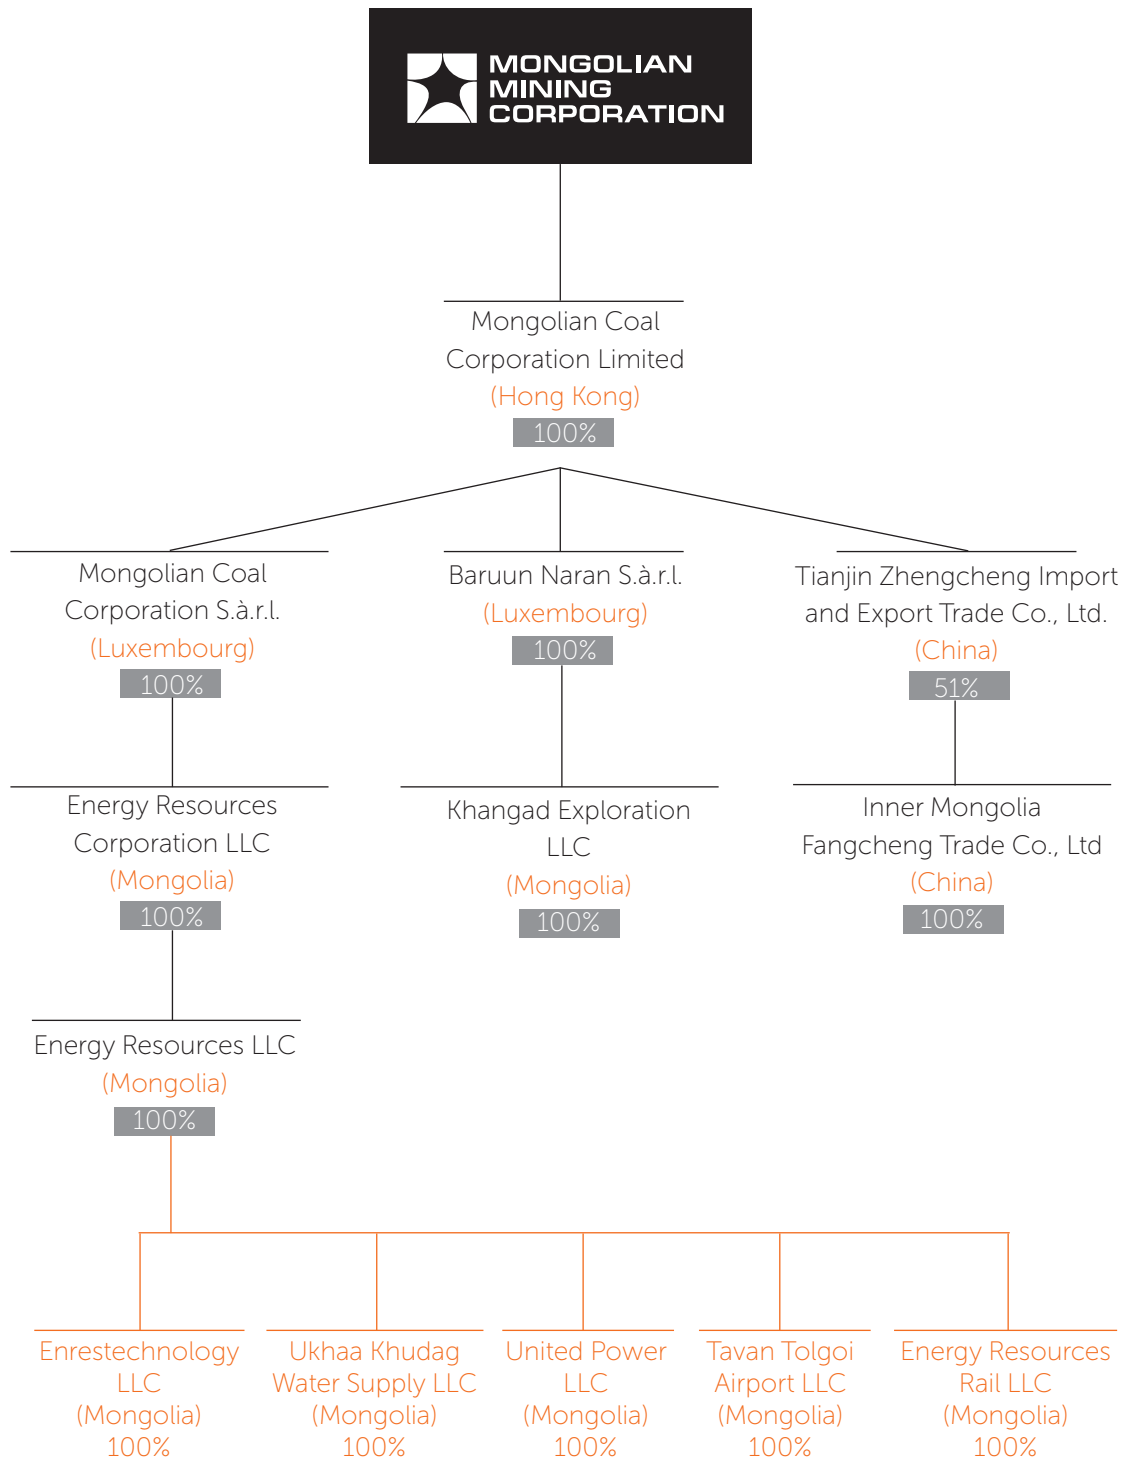 MONGOLIAN
MINING
CORPORATION
Mongolian Coal
Corporation Limited
(Hong Kong)
100%
Mongolian Coal
Corporation S.à.r.l.
(Luxembourg)
100%
Baruun Naran S.à.r.l.
(Luxembourg)
100%
Tianjin Zhengcheng Import
and Export Trade Co., Ltd.
(China)
51%
Energy Resources
Corporation LLC
(Mongolia)
100%
Khangad Exploration
LLC
(Mongolia)
100%
Inner Mongolia
Fangcheng Trade Co., Ltd
(China)
100%
Energy Resources LLC
(Mongolia)
100%
Enrestechnology
LLC
(Mongolia)
100%
Ukhaa Khudag
Water Supply LLC
(Mongolia)
100%
United Power
LLC
(Mongolia)
100%
Tavan Tolgoi
Airport LLC
(Mongolia)
100%
Energy Resources
Rail LLC
(Mongolia)
100%